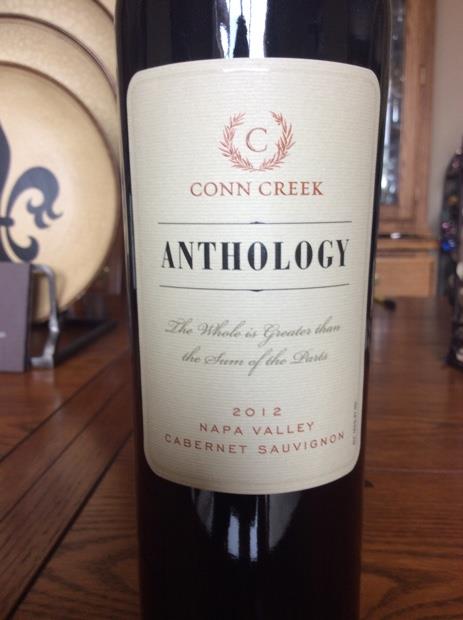 C
CONN CREEK
ANTHOLOGY
The Whole is Greater than
the Sum of the Parts
2012
NAPA VALLEY
CABERNET SAUVIGNON